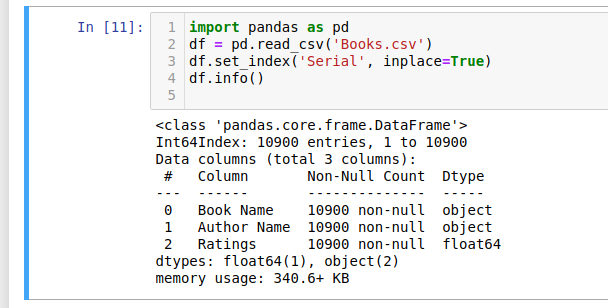 In [11]:
1 import pandas as pd
2 df = pd.read_csv('Books.csv')
3 df.set_index('Serial', inplace=True)
4 df.info()
5
<class 'pandas.core.frame.DataFrame'>
Int64Index: 10900 entries, 1 to 10900
Data columns (total 3 columns):
 #   Column       Non-Null Count  Dtype
---  ------       --------------  -----
 0   Book Name    10900 non-null  object
 1   Author Name  10900 non-null  object
 2   Ratings      10900 non-null  float64
dtypes: float64(1), object(2)
memory usage: 340.6+ KB